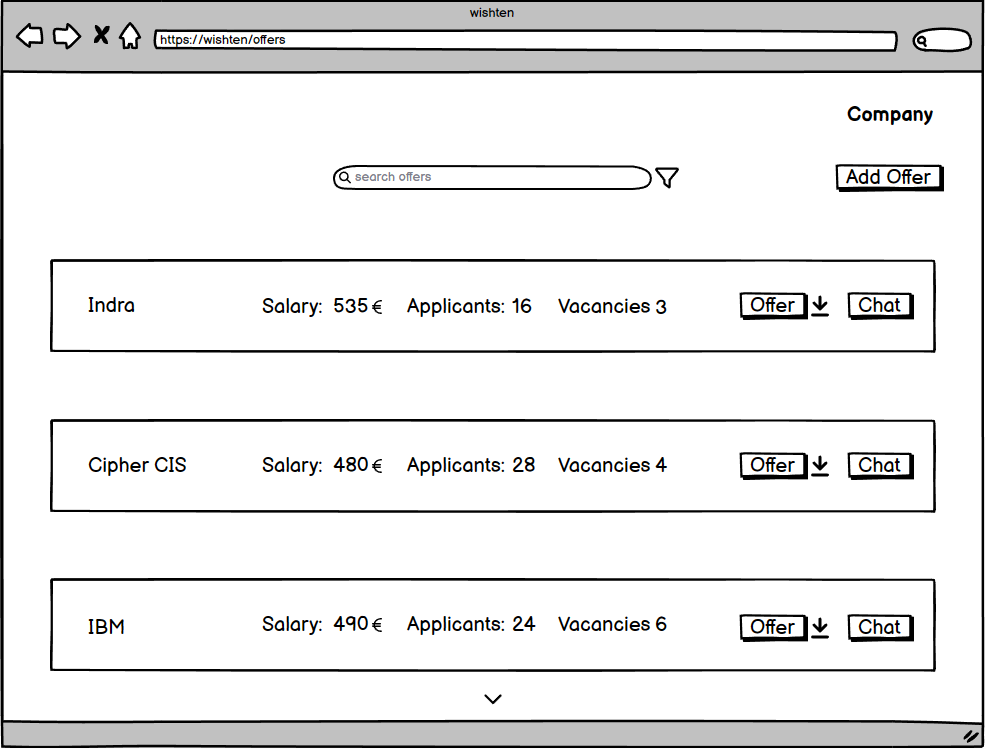 wishten
https://wishten/offers
Company
search offers
Add Offer
Indra Salary: 535 € Applicants: 16 Vacancies 3 Offer Chat
Cipher CIS Salary: 480 € Applicants: 28 Vacancies 4 Offer Chat
IBM Salary: 490 € Applicants: 24 Vacancies 6 Offer Chat